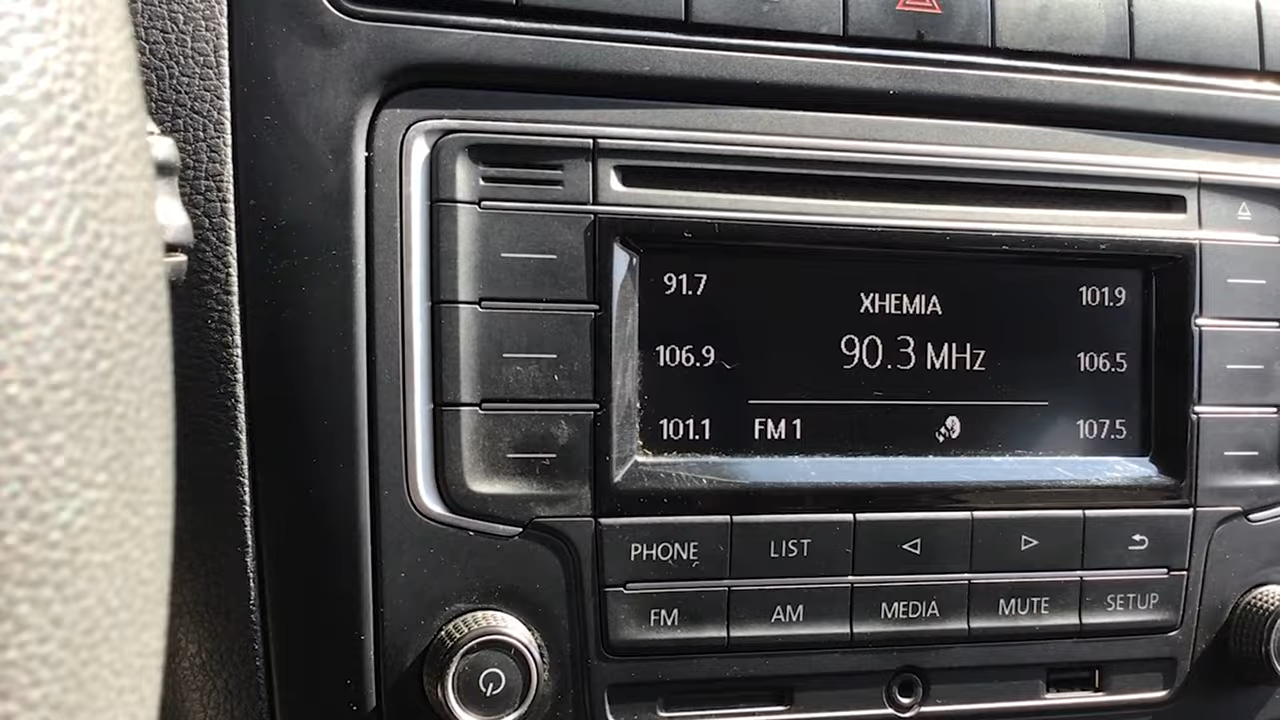 91.7
XHEMIA
101.9
106.9
90.3 MHz
106.5
101.1
FM 1
107.5
PHONE
LIST
FM
AM
MEDIA
MUTE
SETUP